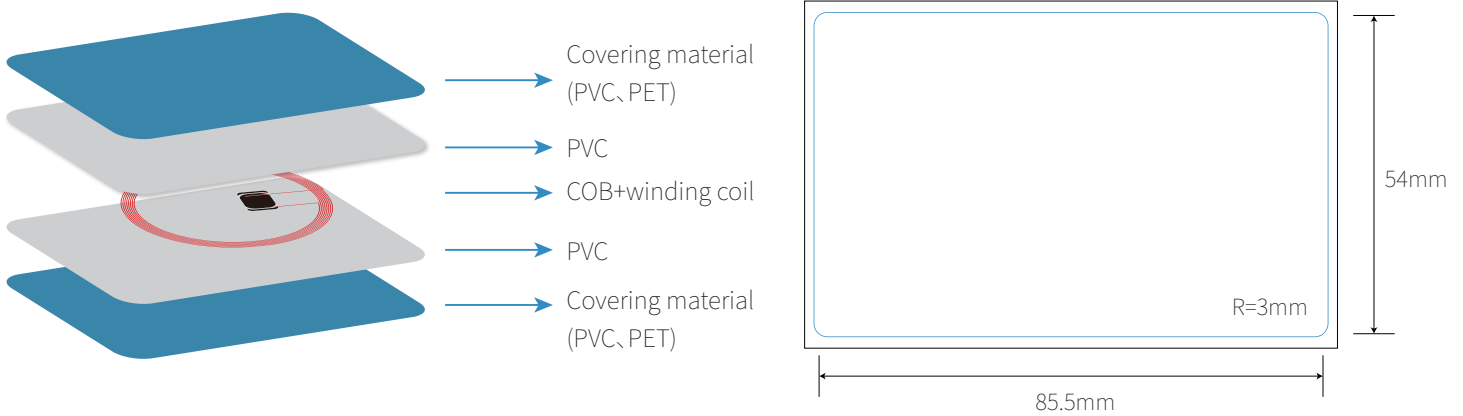 Covering material
(PVC、PET)
PVC
COB+winding coil
PVC
Covering material
(PVC、PET)
54mm
R=3mm
85.5mm